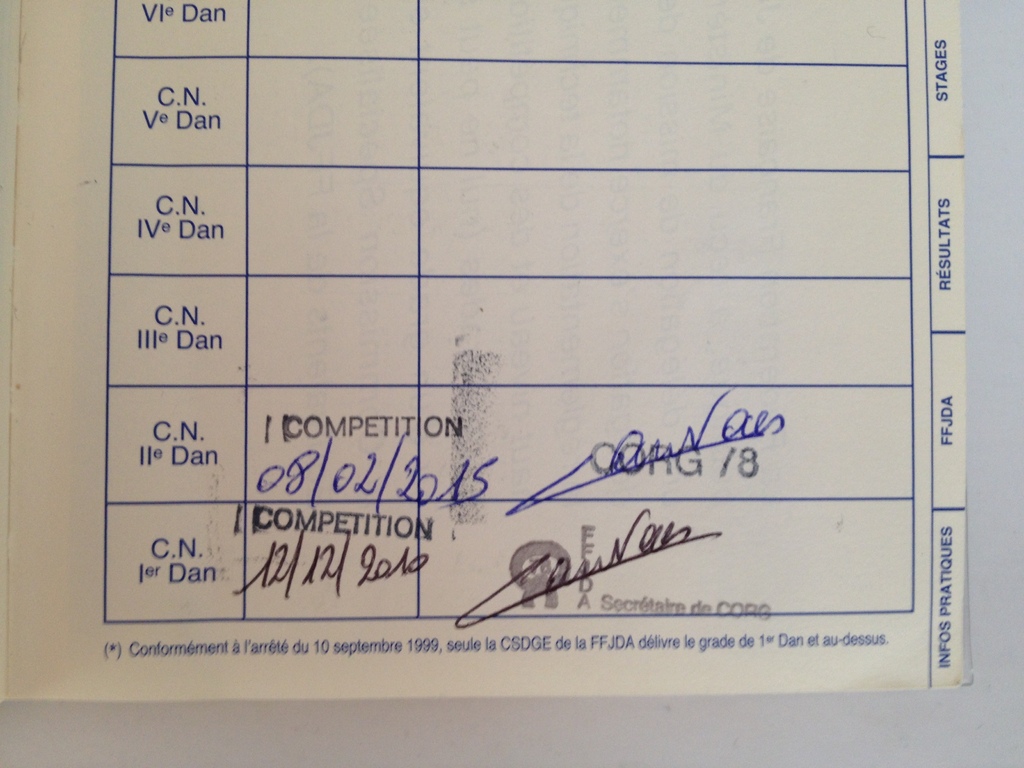 VIe Dan
C.N.
Ve Dan
C.N.
IVe Dan
C.N.
IIIe Dan
C.N.
IIe Dan
COMPETITION
08/02/2015
CORG 78
C.N.
Ier Dan
COMPETITION
12/12/2010
Secrétaire de CORG
(*) Conformément à l'arrêté du 10 septembre 1999, seule la CSDGE de la FFJDA délivre le grade de 1er Dan et au-dessus.
STAGES
RÉSULTATS
FFJDA
INFOS PRATIQUES